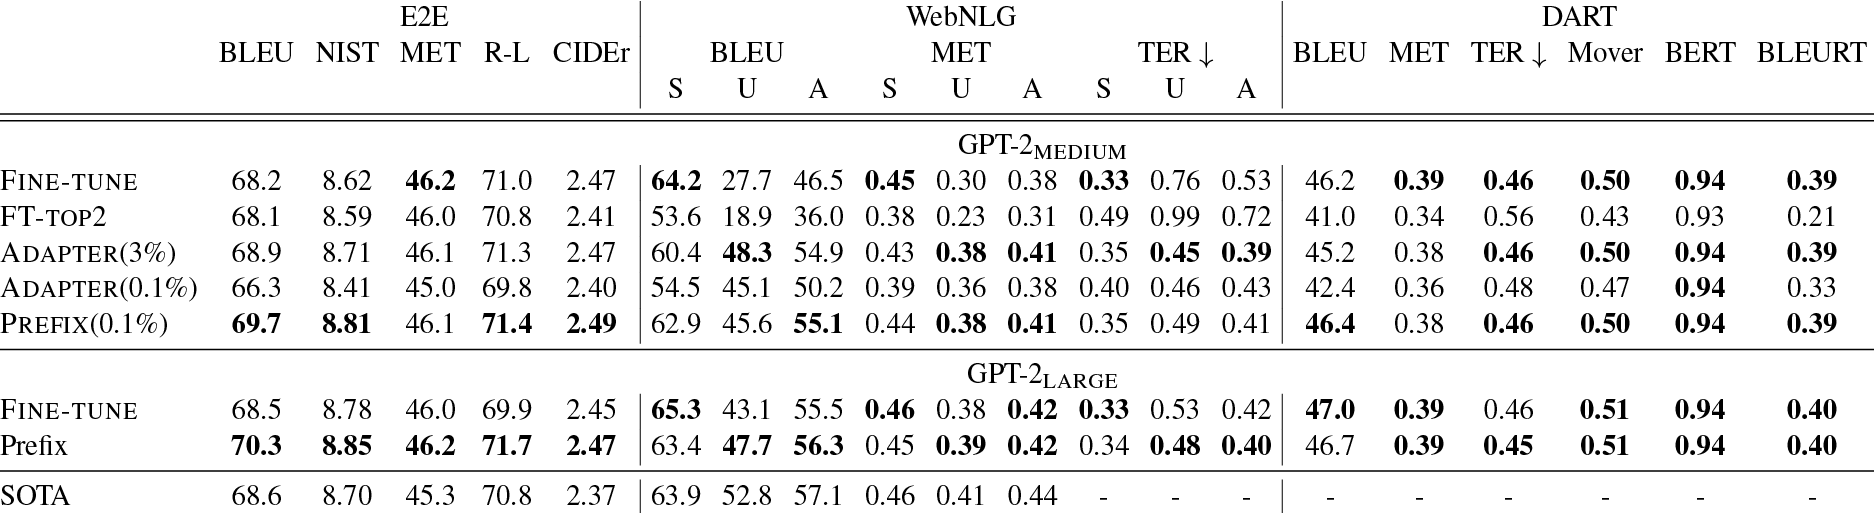 E2E WebNLG DART
BLEU NIST MET R-L CIDEr BLEU MET TER ↓ BLEU MET TER ↓ Mover BERT BLEURT
S U A S U A S U A
GPT-2MEDIUM
FINE-TUNE 68.2 8.62 46.2 71.0 2.47 64.2 27.7 46.5 0.45 0.30 0.38 0.33 0.76 0.53 46.2 0.39 0.46 0.50 0.94 0.39
FT-TOP2 68.1 8.59 46.0 70.8 2.41 53.6 18.9 36.0 0.38 0.23 0.31 0.49 0.99 0.72 41.0 0.34 0.56 0.43 0.93 0.21
ADAPTER(3%) 68.9 8.71 46.1 71.3 2.47 60.4 48.3 54.9 0.43 0.38 0.41 0.35 0.45 0.39 45.2 0.38 0.46 0.50 0.94 0.39
ADAPTER(0.1%) 66.3 8.41 45.0 69.8 2.40 54.5 45.1 50.2 0.39 0.36 0.38 0.40 0.46 0.43 42.4 0.36 0.48 0.47 0.94 0.33
PREFIX(0.1%) 69.7 8.81 46.1 71.4 2.49 62.9 45.6 55.1 0.44 0.38 0.41 0.35 0.49 0.41 46.4 0.38 0.46 0.50 0.94 0.39
GPT-2LARGE
FINE-TUNE 68.5 8.78 46.0 69.9 2.45 65.3 43.1 55.5 0.46 0.38 0.42 0.33 0.53 0.42 47.0 0.39 0.46 0.51 0.94 0.40
Prefix 70.3 8.85 46.2 71.7 2.47 63.4 47.7 56.3 0.45 0.39 0.42 0.34 0.48 0.40 46.7 0.39 0.45 0.51 0.94 0.40
SOTA 68.6 8.70 45.3 70.8 2.37 63.9 52.8 57.1 0.46 0.41 0.44 - - - - - - - - -